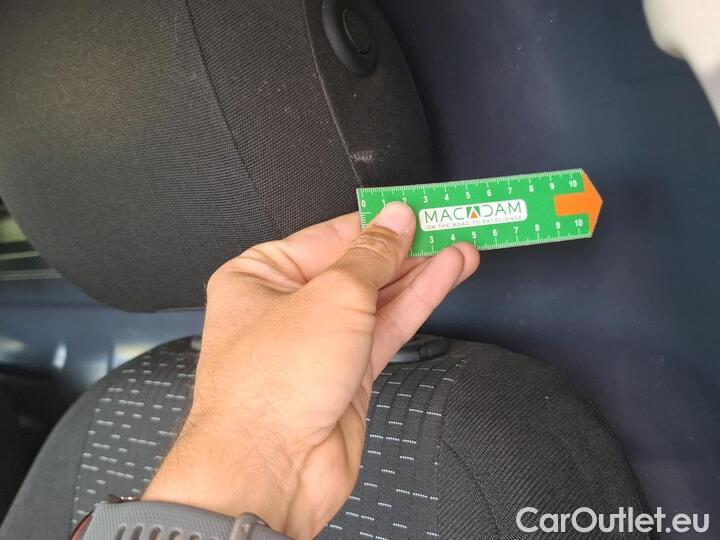 0 1 2 3 4 5 6 7 8 9 10
MACADAM
ON THE ROAD TO EXCELLENCE
3 4 5 6 7 8 9 10
CarOutlet.eu